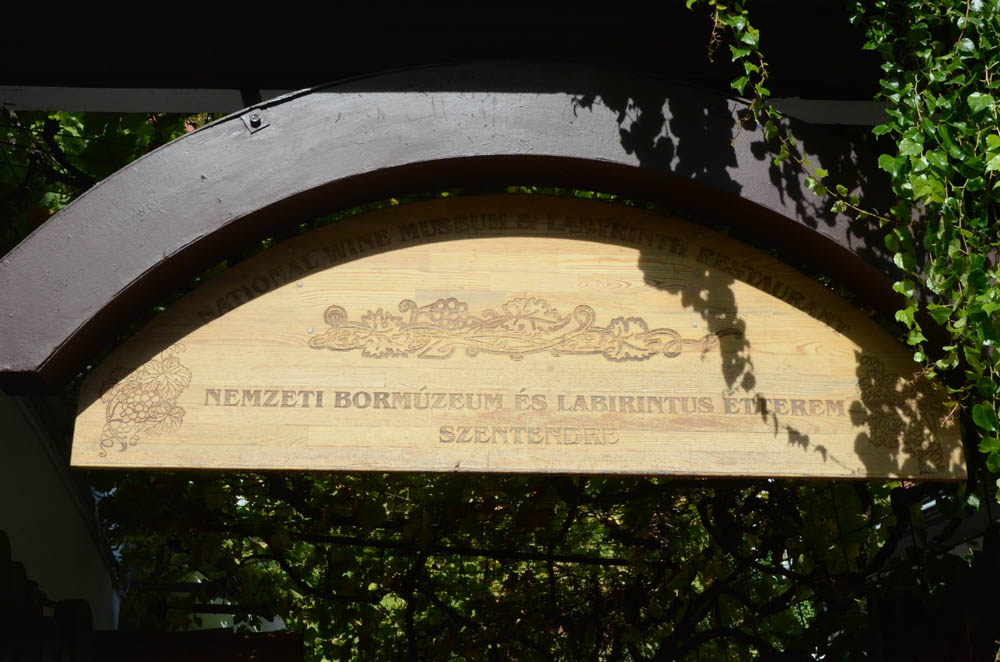 NATIONAL WINE MUSEUM & LABYRINTH RESTAURANT
NEMZETI BORMÚZEUM ÉS LABIRINTUS ÉTTEREM
SZENTENDRE